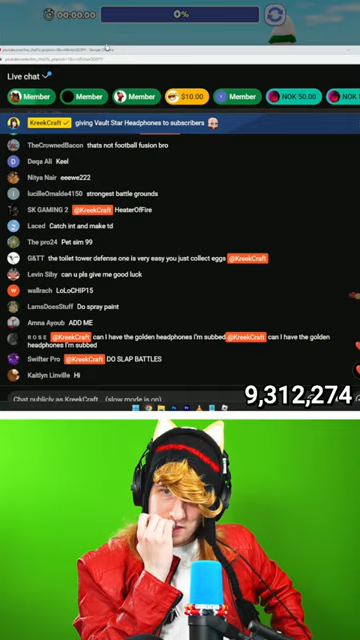 00:00.00
0%
Live chat
Member
Member
$10.00
Member
NOK 50.00
NOK
KreekCraft giving Vault Star Headphones to subscribers
TheCrownedBacon thats not football fusion bro
Deqa Ali Keel
Nitya Nair eeewe222
lucilleOmalde4150 strongest battle grounds
SK GAMING 2 @KreekCraft HeaterOfFire
Laced Catch int and make td
The pro24 Pet sim 99
G&TT the toilet tower defense one is very easy you just collect eggs @KreekCraft
Levin Siby can u pls give me good luck
wallrach LoLoCHIP15
LamsDoesStuff Do spray paint
Amna Ayoub ADD ME
R O S E @KreekCraft can I have the golden headphones I'm subbed @KreekCraft can I have the golden
headphones I'm subbed
Swifter Pro @KreekCraft DO SLAP BATTLES
Kaitlyn Linville Hi
Chat publicly as KreekCraft... (slow mode is on)
9,312,274